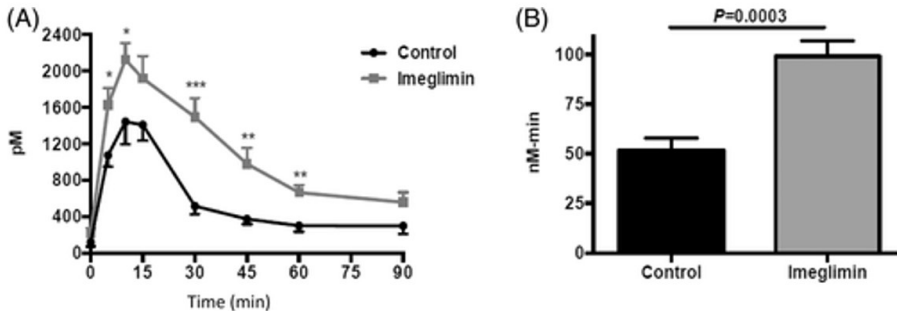 (A)
pM
2400
2000
1600
1200
800
400
0
* * *** ** **
Control
Imeglimin
0 15 30 45 60 75 90
Time (min)
(B)
P=0.0003
nM-min
100
75
50
25
0
Control Imeglimin